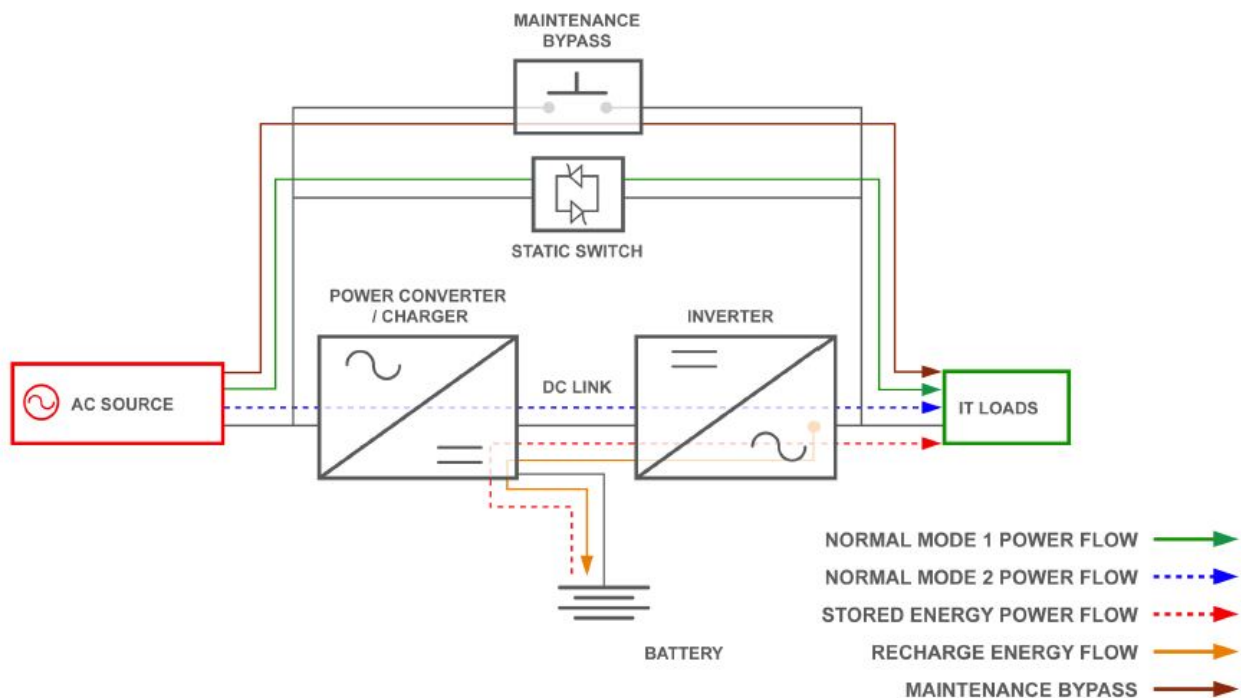 MAINTENANCE
BYPASS
STATIC SWITCH
POWER CONVERTER
/ CHARGER
INVERTER
DC LINK
AC SOURCE
IT LOADS
BATTERY
NORMAL MODE 1 POWER FLOW
NORMAL MODE 2 POWER FLOW
STORED ENERGY POWER FLOW
RECHARGE ENERGY FLOW
MAINTENANCE BYPASS